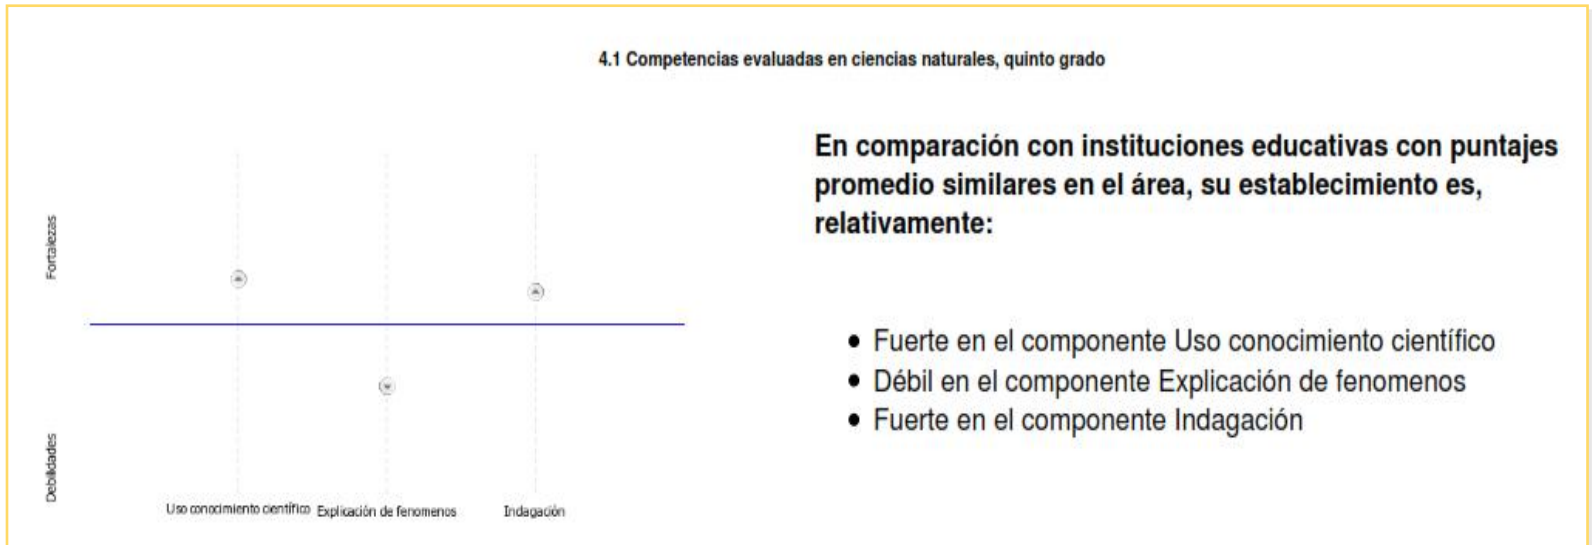 4.1 Competencias evaluadas en ciencias naturales, quinto grado
En comparación con instituciones educativas con puntajes
promedio similares en el área, su establecimiento es,
relativamente:
Fortalezas
Debilidades
• Fuerte en el componente Uso conocimiento científico
• Débil en el componente Explicación de fenomenos
• Fuerte en el componente Indagación
Uso conocimiento científico
Explicación de fenomenos
Indagación